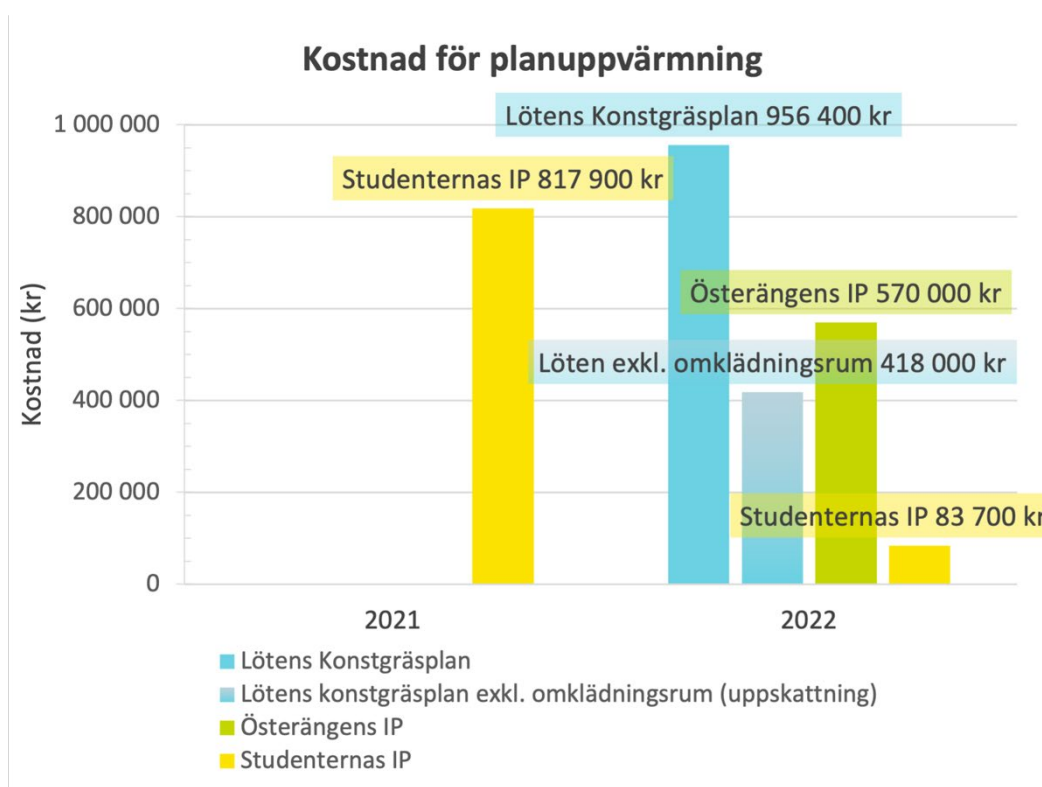 Kostnad för planuppvärmning
Lötens Konstgräsplan 956 400 kr
1 000 000
Studenternas IP 817 900 kr
800 000
Österängens IP 570 000 kr
600 000
Löten exkl. omklädningsrum 418 000 kr
400 000
200 000
Studenternas IP 83 700 kr
0
Kostnad (kr)
2021
2022
Lötens Konstgräsplan
Lötens konstgräsplan exkl. omklädningsrum (uppskattning)
Österängens IP
Studenternas IP